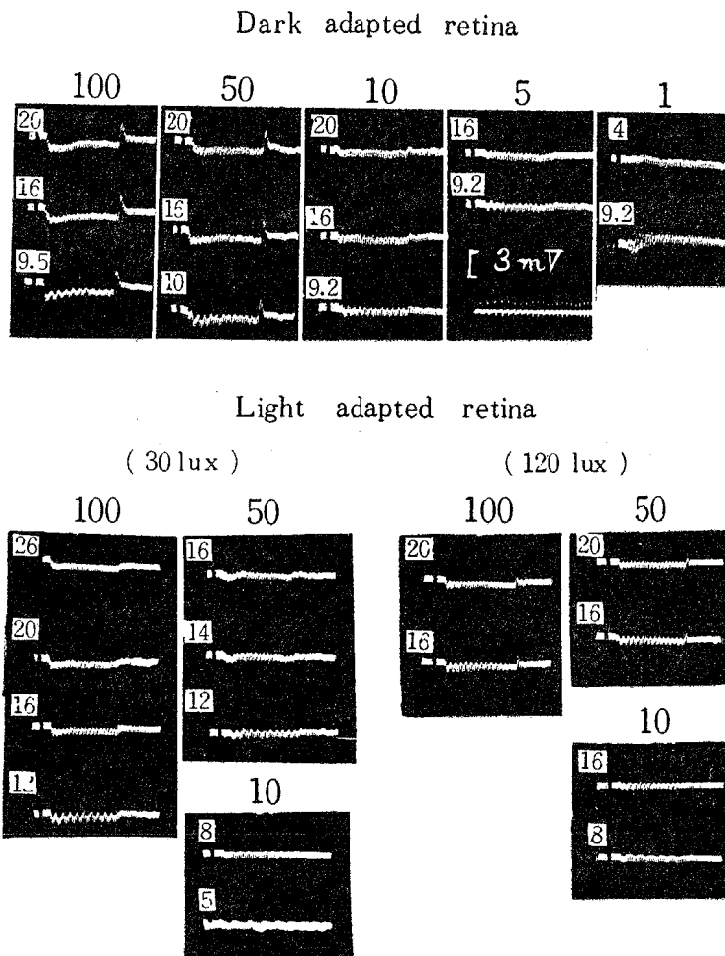 Dark adapted retina
100 50 10 5 1
20 20 20 16 4
16 16 16 9.2 9.2
9.5 10 9.2
[ 3 mV
Light adapted retina
( 30 lux ) ( 120 lux )
100 50 100 50
26 16 20 20
20 14 16 16
16 12
10 10
8 16
5 8